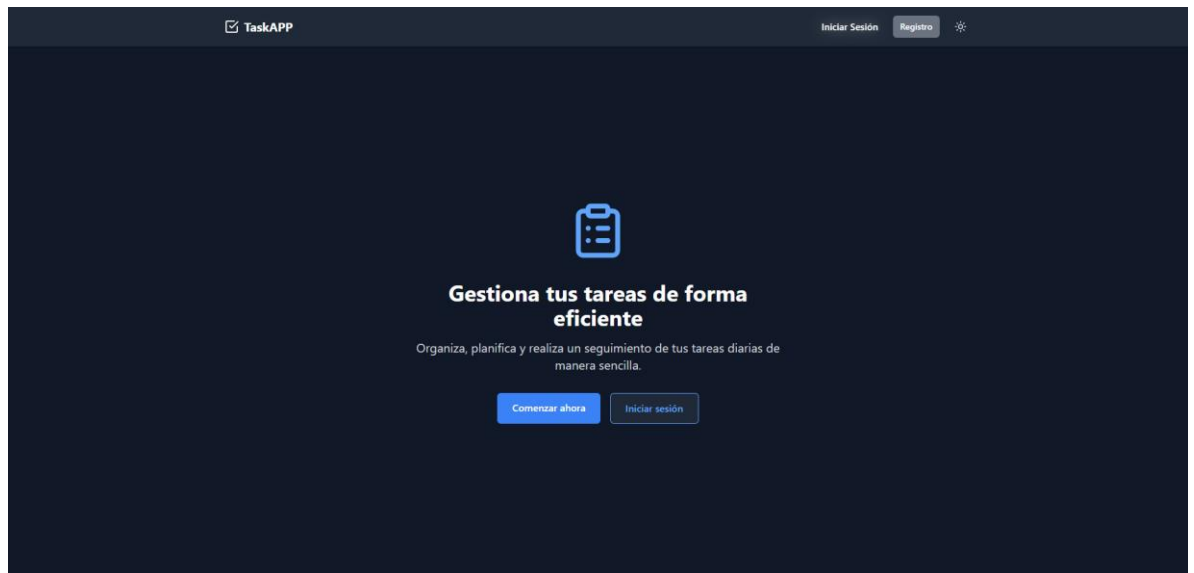 TaskAPP
Iniciar Sesión
Registro
Gestiona tus tareas de forma
eficiente
Organiza, planifica y realiza un seguimiento de tus tareas diarias de
manera sencilla.
Comenzar ahora
Iniciar sesión